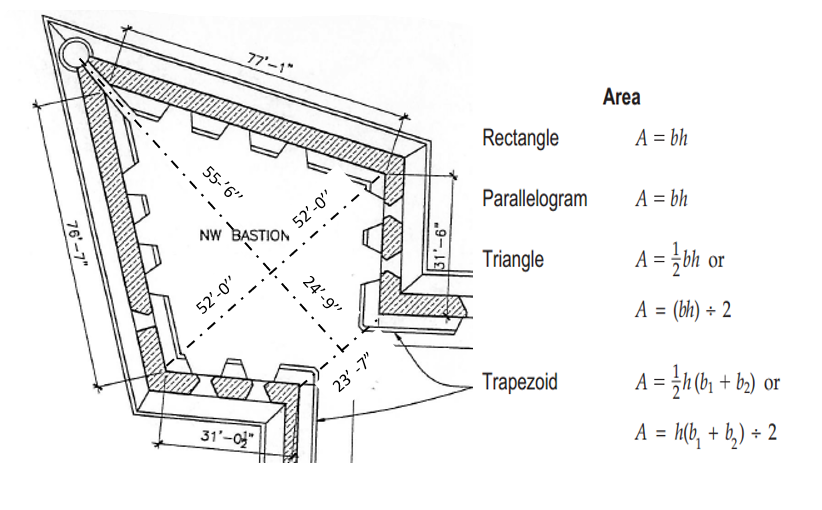 77'-1"
55-'6''
52'-0''
NW BASTION
76'-7"
31'-6"
52'-0''
24'-9''
23' -7"
31'-0½"
Area
Rectangle A = bh
Parallelogram A = bh
Triangle A = ½bh or
A = (bh) ÷ 2
Trapezoid A = ½h(b₁ + b₂) or
A = h(b₁ + b₂) ÷ 2